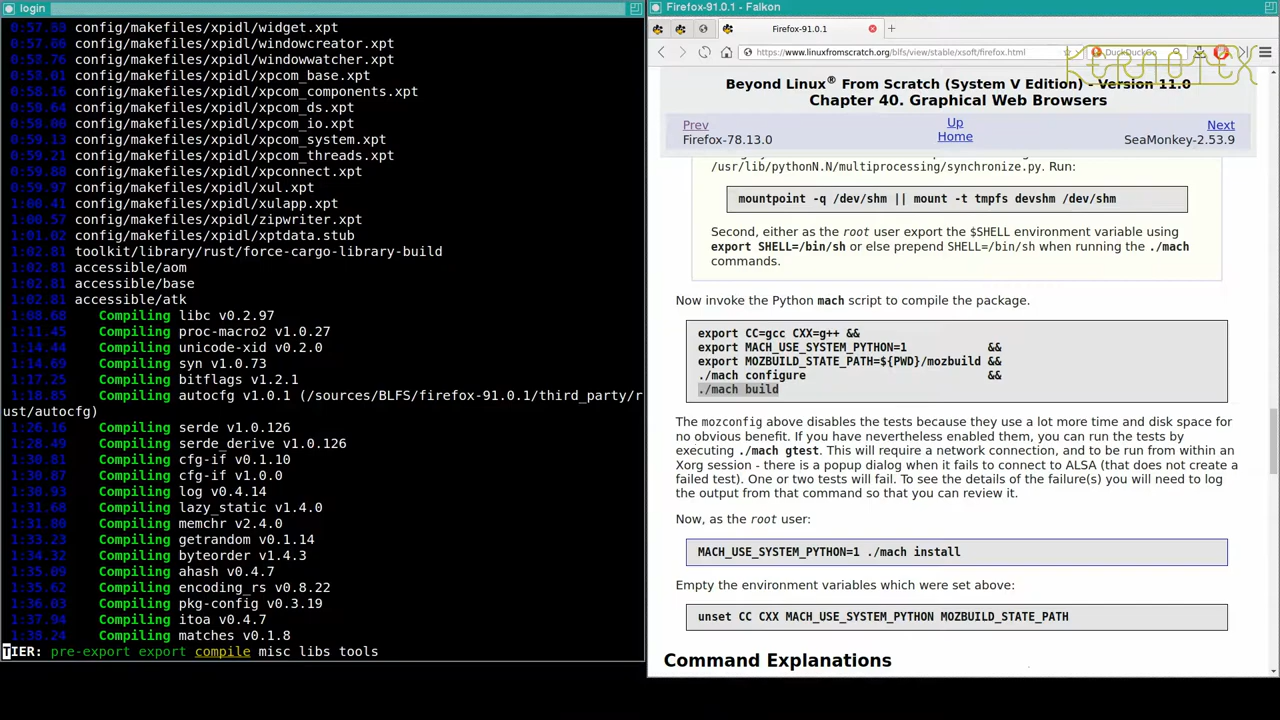 login
0:57.89 config/makefiles/xpidl/widget.xpt
config/makefiles/xpidl/windowcreator.xpt
config/makefiles/xpidl/windowwatcher.xpt
0:58.01 config/makefiles/xpidl/xpcom_base.xpt
0:58.16 config/makefiles/xpidl/xpcom_components.xpt
0:59.64 config/makefiles/xpidl/xpcom_ds.xpt
config/makefiles/xpidl/xpcom_io.xpt
0:59.13 config/makefiles/xpidl/xpcom_system.xpt
0:59.21 config/makefiles/xpidl/xpcom_threads.xpt
config/makefiles/xpidl/xpconnect.xpt
0:59.97 config/makefiles/xpidl/xul.xpt
1:00.41 config/makefiles/xpidl/xulapp.xpt
1:00.57 config/makefiles/xpidl/zipwriter.xpt
1:01.02 config/makefiles/xpidl/xptdata.stub
1:02.81 toolkit/library/rust/force-cargo-library-build
1:02.81 accessible/aom
1:02.81 accessible/base
1:02.81 accessible/atk
1:08.68 Compiling libc v0.2.97
1:11.45 Compiling proc-macro2 v1.0.27
1:14.44 Compiling unicode-xid v0.2.0
1:14.69 Compiling syn v1.0.73
1:17.25 Compiling bitflags v1.2.1
1:18.85 Compiling autocfg v1.0.1 (/sources/BLFS/firefox-91.0.1/third_party/r
ust/autocfg)
1:26.16 Compiling serde v1.0.126
1:28.49 Compiling serde_derive v1.0.126
1:30.81 Compiling cfg-if v0.1.10
Compiling cfg-if v1.0.0
1:30.93 Compiling log v0.4.14
1:31.68 Compiling lazy_static v1.4.0
Compiling memchr v2.4.0
1:33.23 Compiling getrandom v0.1.14
1:34.22 Compiling byteorder v1.4.3
1:35.09 Compiling ahash v0.4.7
1:35.62 Compiling encoding_rs v0.8.22
1:36.03 Compiling pkg-config v0.3.19
1:37.94 Compiling itoa v0.4.7
1:38.24 Compiling matches v0.1.8
TIER: pre-export export compile misc libs tools
Firefox-91.0.1 - Falkon
Firefox-91.0.1
https://www.linuxfromscratch.org/blfs/view/stable/xsoft/firefox.html
DuckDuckGo
KERNOTEX
Beyond Linux® From Scratch (System V Edition) - Version 11.0
Chapter 40. Graphical Web Browsers
Prev Up Next
Firefox-78.13.0 Home SeaMonkey-2.53.9
/usr/lib/pythonN.N/multiprocessing/synchronize.py. Run:
mountpoint -q /dev/shm || mount -t tmpfs devshm /dev/shm
Second, either as the root user export the $SHELL environment variable using
export SHELL=/bin/sh or else prepend SHELL=/bin/sh when running the ./mach
commands.
Now invoke the Python mach script to compile the package.
export CC=gcc CXX=g++ &&
export MACH_USE_SYSTEM_PYTHON=1 &&
export MOZBUILD_STATE_PATH=${PWD}/mozbuild &&
./mach configure &&
./mach build
The mozconfig above disables the tests because they use a lot more time and disk space for
no obvious benefit. If you have nevertheless enabled them, you can run the tests by
executing ./mach gtest. This will require a network connection, and to be run from within an
Xorg session - there is a popup dialog when it fails to connect to ALSA (that does not create a
failed test). One or two tests will fail. To see the details of the failure(s) you will need to log
the output from that command so that you can review it.
Now, as the root user:
MACH_USE_SYSTEM_PYTHON=1 ./mach install
Empty the environment variables which were set above:
unset CC CXX MACH_USE_SYSTEM_PYTHON MOZBUILD_STATE_PATH
Command Explanations